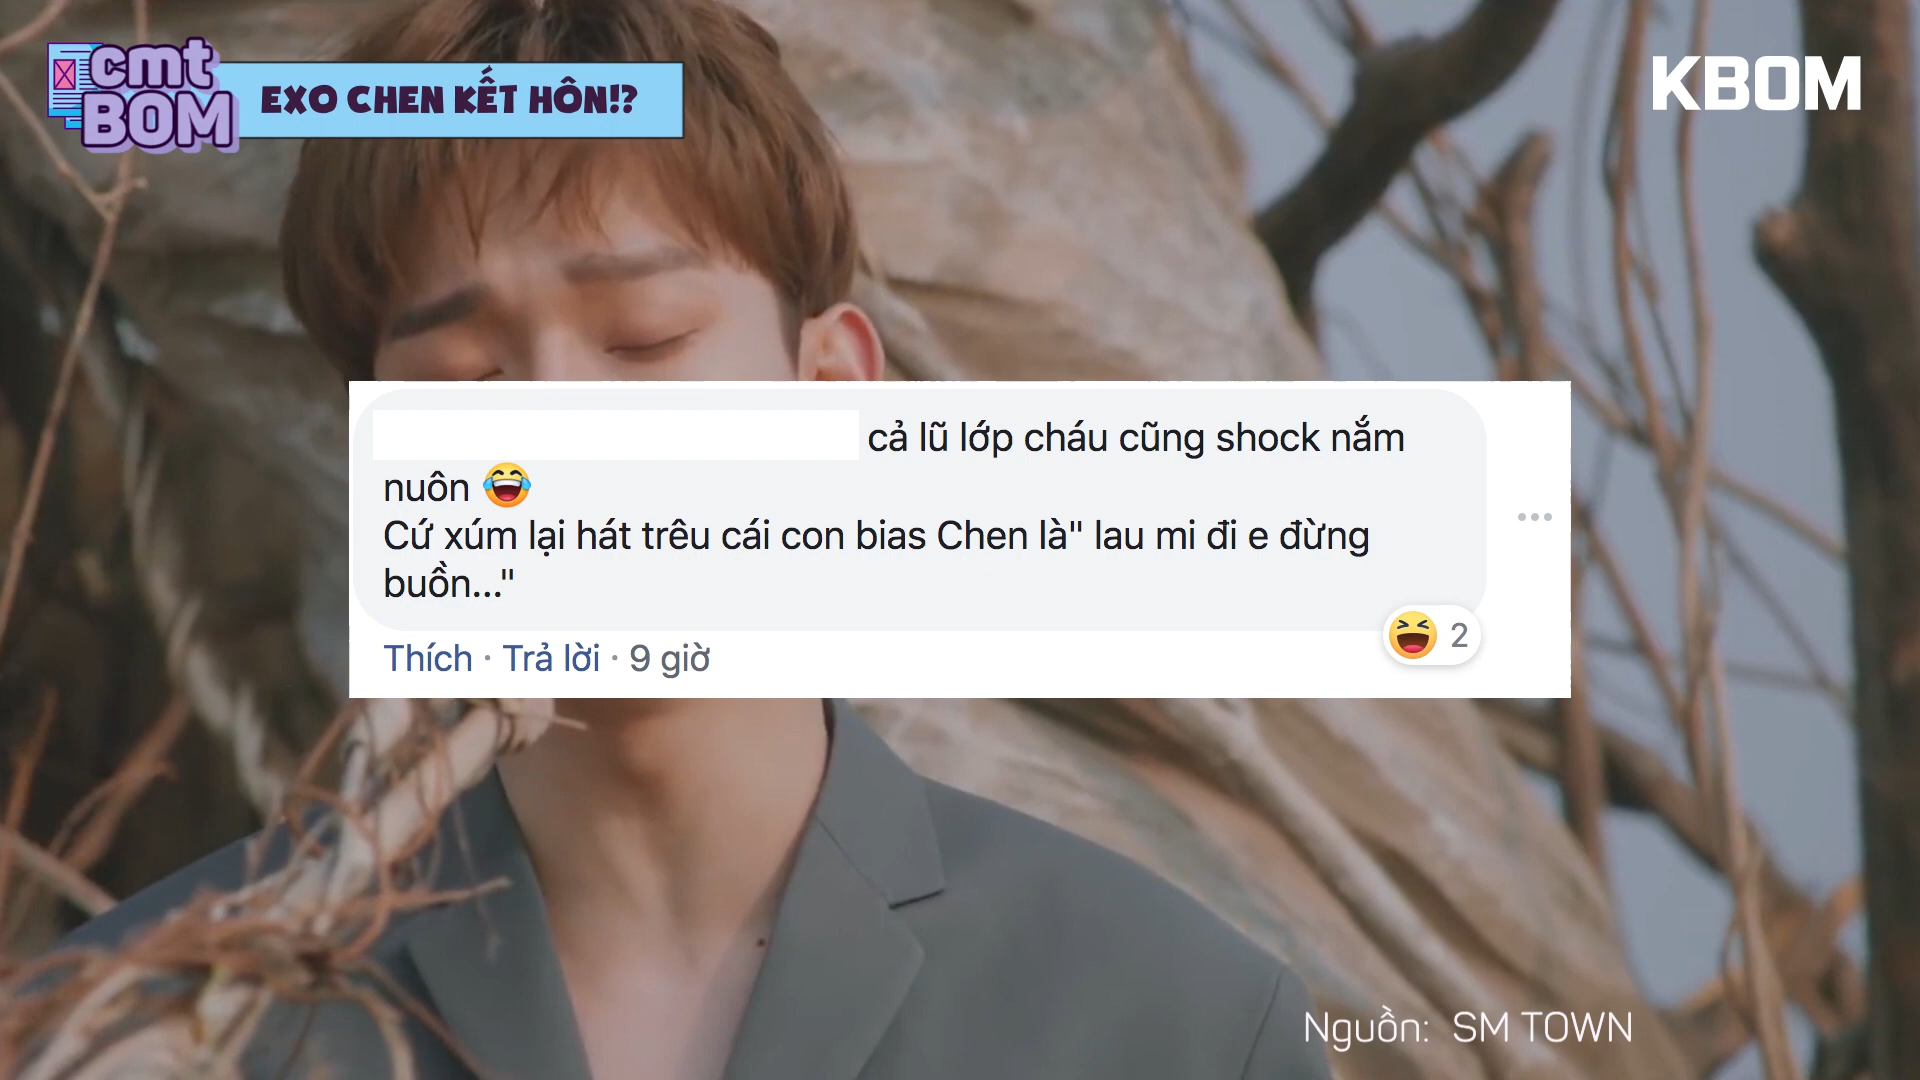 cmt
BOM
EXO CHEN KẾT HÔN!?
KBOM
cả lũ lớp cháu cũng shock nắm
nuôn 😂
Cứ xúm lại hát trêu cái con bias Chen là" lau mi đi e đừng
buồn..."
2
Thích · Trả lời · 9 giờ
Nguồn: SM TOWN